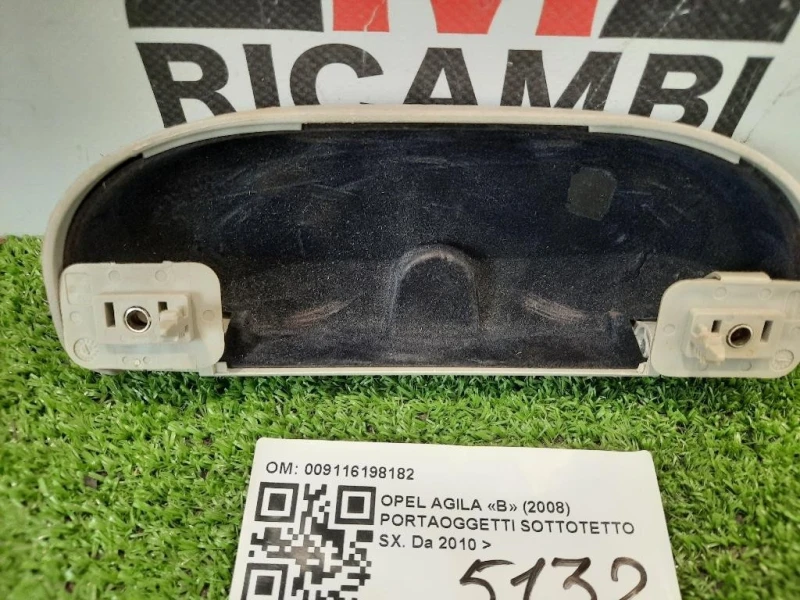 M
RICAMBI
OM: 009116198182
OPEL AGILA «B» (2008)
PORTAOGGETTI SOTTOTETTO
SX. Da 2010 >
5132